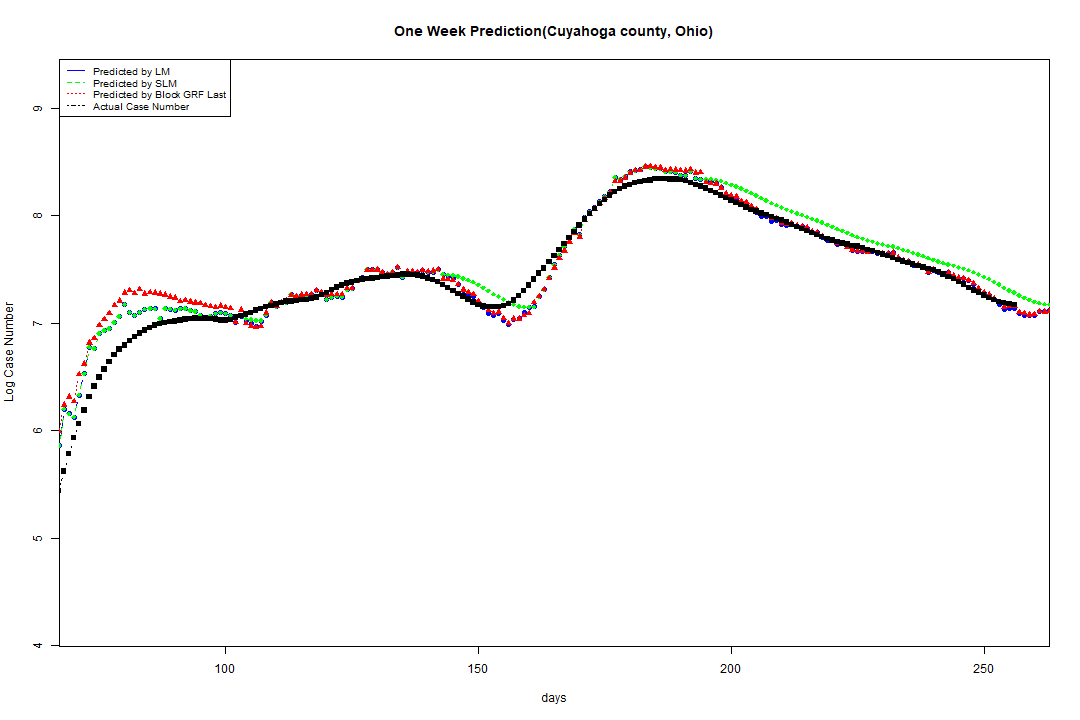 One Week Prediction(Cuyahoga county, Ohio)
Predicted by LM
Predicted by SLM
Predicted by Block GRF Last
Actual Case Number
9
8
7
6
5
4
Log Case Number
100 150 200 250
days